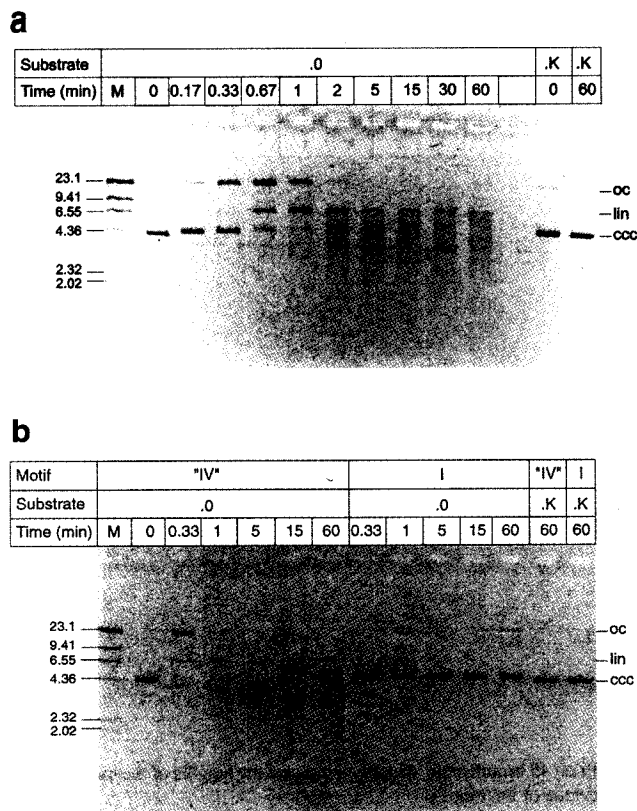 a
Substrate .0 .K .K
Time (min) M 0 0.17 0.33 0.67 1 2 5 15 30 60 0 60
23.1
9.41
6.55
4.36
2.32
2.02
oc
lin
ccc
b
Motif "IV" I "IV" I
Substrate .0 .0 .K .K
Time (min) M 0 0.33 1 5 15 60 0.33 1 5 15 60 60 60
23.1
9.41
6.55
4.36
2.32
2.02
oc
lin
ccc